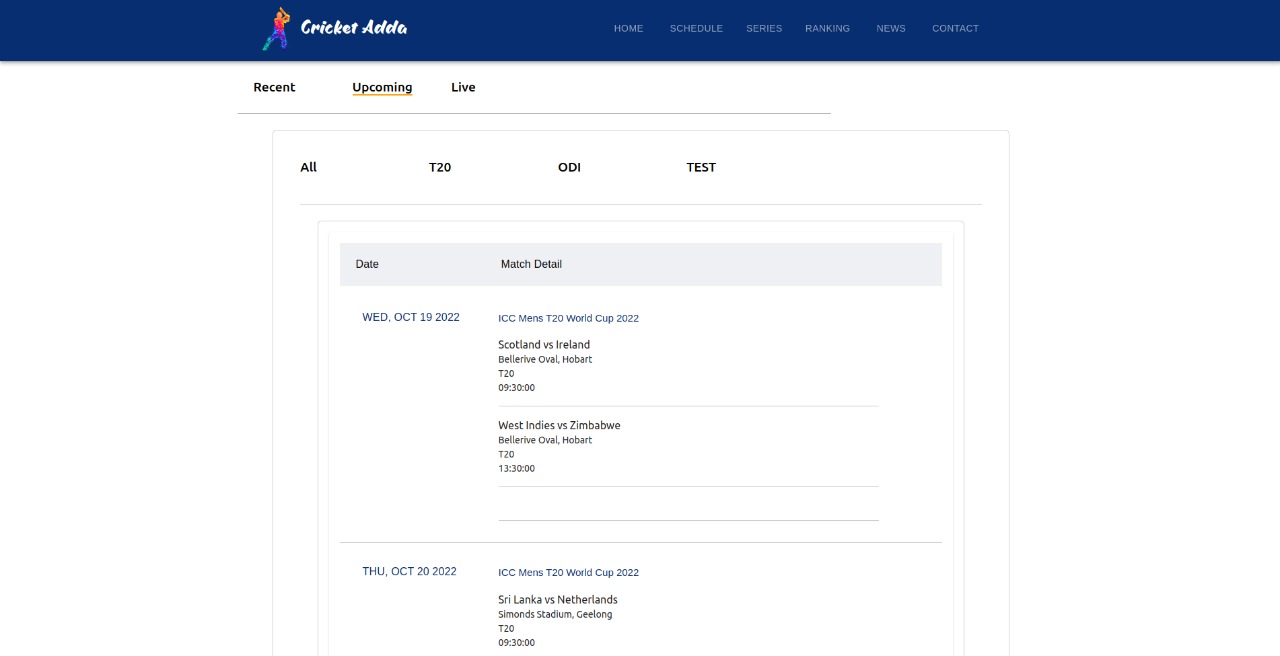 Cricket Adda
HOME SCHEDULE SERIES RANKING NEWS CONTACT
Recent Upcoming Live
All T20 ODI TEST
Date Match Detail
WED, OCT 19 2022 ICC Mens T20 World Cup 2022
Scotland vs Ireland
Bellerive Oval, Hobart
T20
09:30:00
West Indies vs Zimbabwe
Bellerive Oval, Hobart
T20
13:30:00
THU, OCT 20 2022 ICC Mens T20 World Cup 2022
Sri Lanka vs Netherlands
Simonds Stadium, Geelong
T20
09:30:00